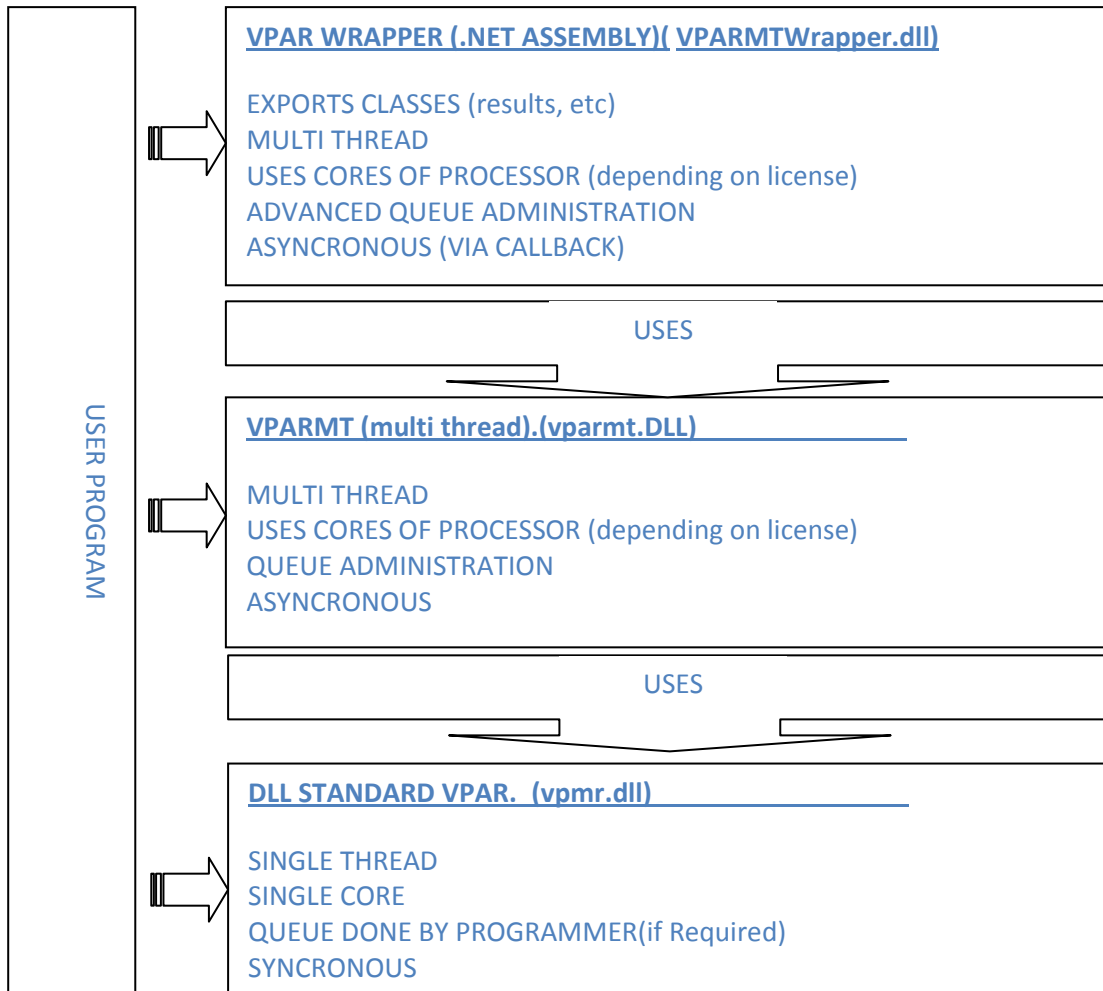 USER PROGRAM
VPAR WRAPPER (.NET ASSEMBLY)( VPARMTWrapper.dll)
EXPORTS CLASSES (results, etc)
MULTI THREAD
USES CORES OF PROCESSOR (depending on license)
ADVANCED QUEUE ADMINISTRATION
ASYNCRONOUS (VIA CALLBACK)
USES
VPARMT (multi thread).(vparmt.DLL)
MULTI THREAD
USES CORES OF PROCESSOR (depending on license)
QUEUE ADMINISTRATION
ASYNCRONOUS
USES
DLL STANDARD VPAR. (vpmr.dll)
SINGLE THREAD
SINGLE CORE
QUEUE DONE BY PROGRAMMER(if Required)
SYNCRONOUS